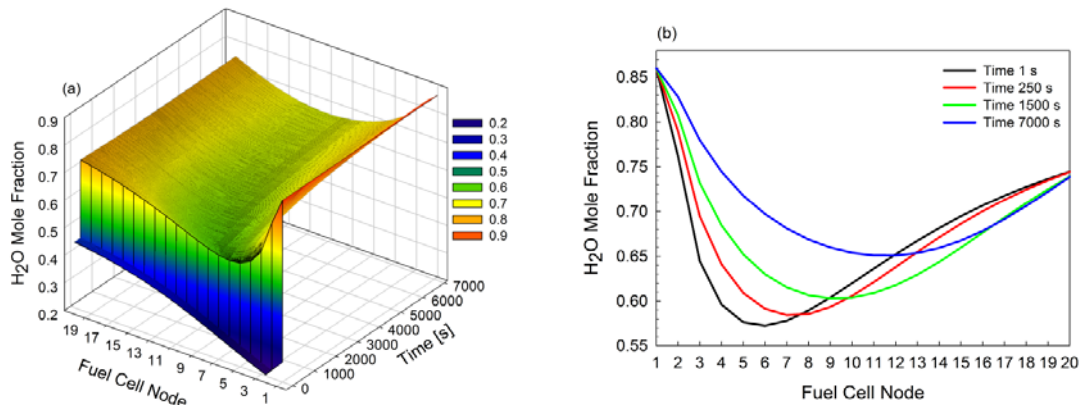 (a)
H2O Mole Fraction
0.9
0.8
0.7
0.6
0.5
0.4
0.3
0.2
19 17 15 13 11 9 7 5 3 1
Fuel Cell Node
0 1000 2000 3000 4000 5000 6000 7000
Time [s]
0.2
0.3
0.4
0.5
0.6
0.7
0.8
0.9
(b)
H2O Mole Fraction
0.85
0.80
0.75
0.70
0.65
0.60
0.55
Time 1 s
Time 250 s
Time 1500 s
Time 7000 s
1 2 3 4 5 6 7 8 9 10 11 12 13 14 15 16 17 18 19 20
Fuel Cell Node